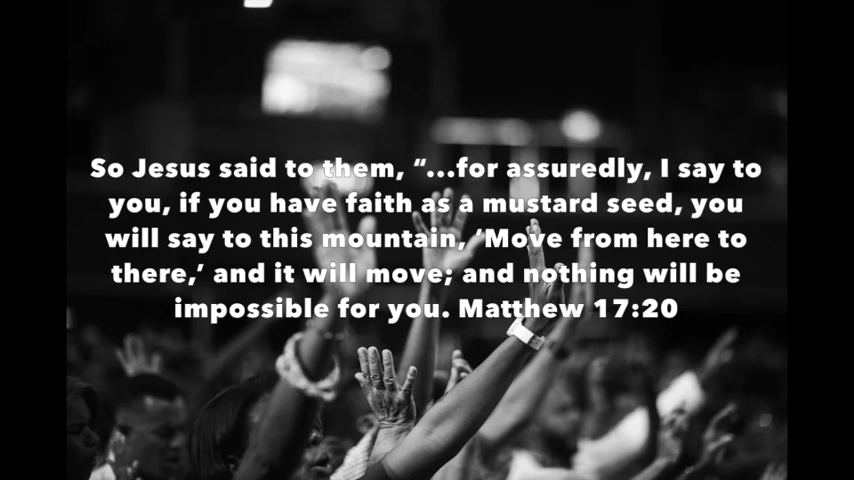 So Jesus said to them, “...for assuredly, I say to
you, if you have faith as a mustard seed, you
will say to this mountain, ‘Move from here to
there,’ and it will move; and nothing will be
impossible for you. Matthew 17:20